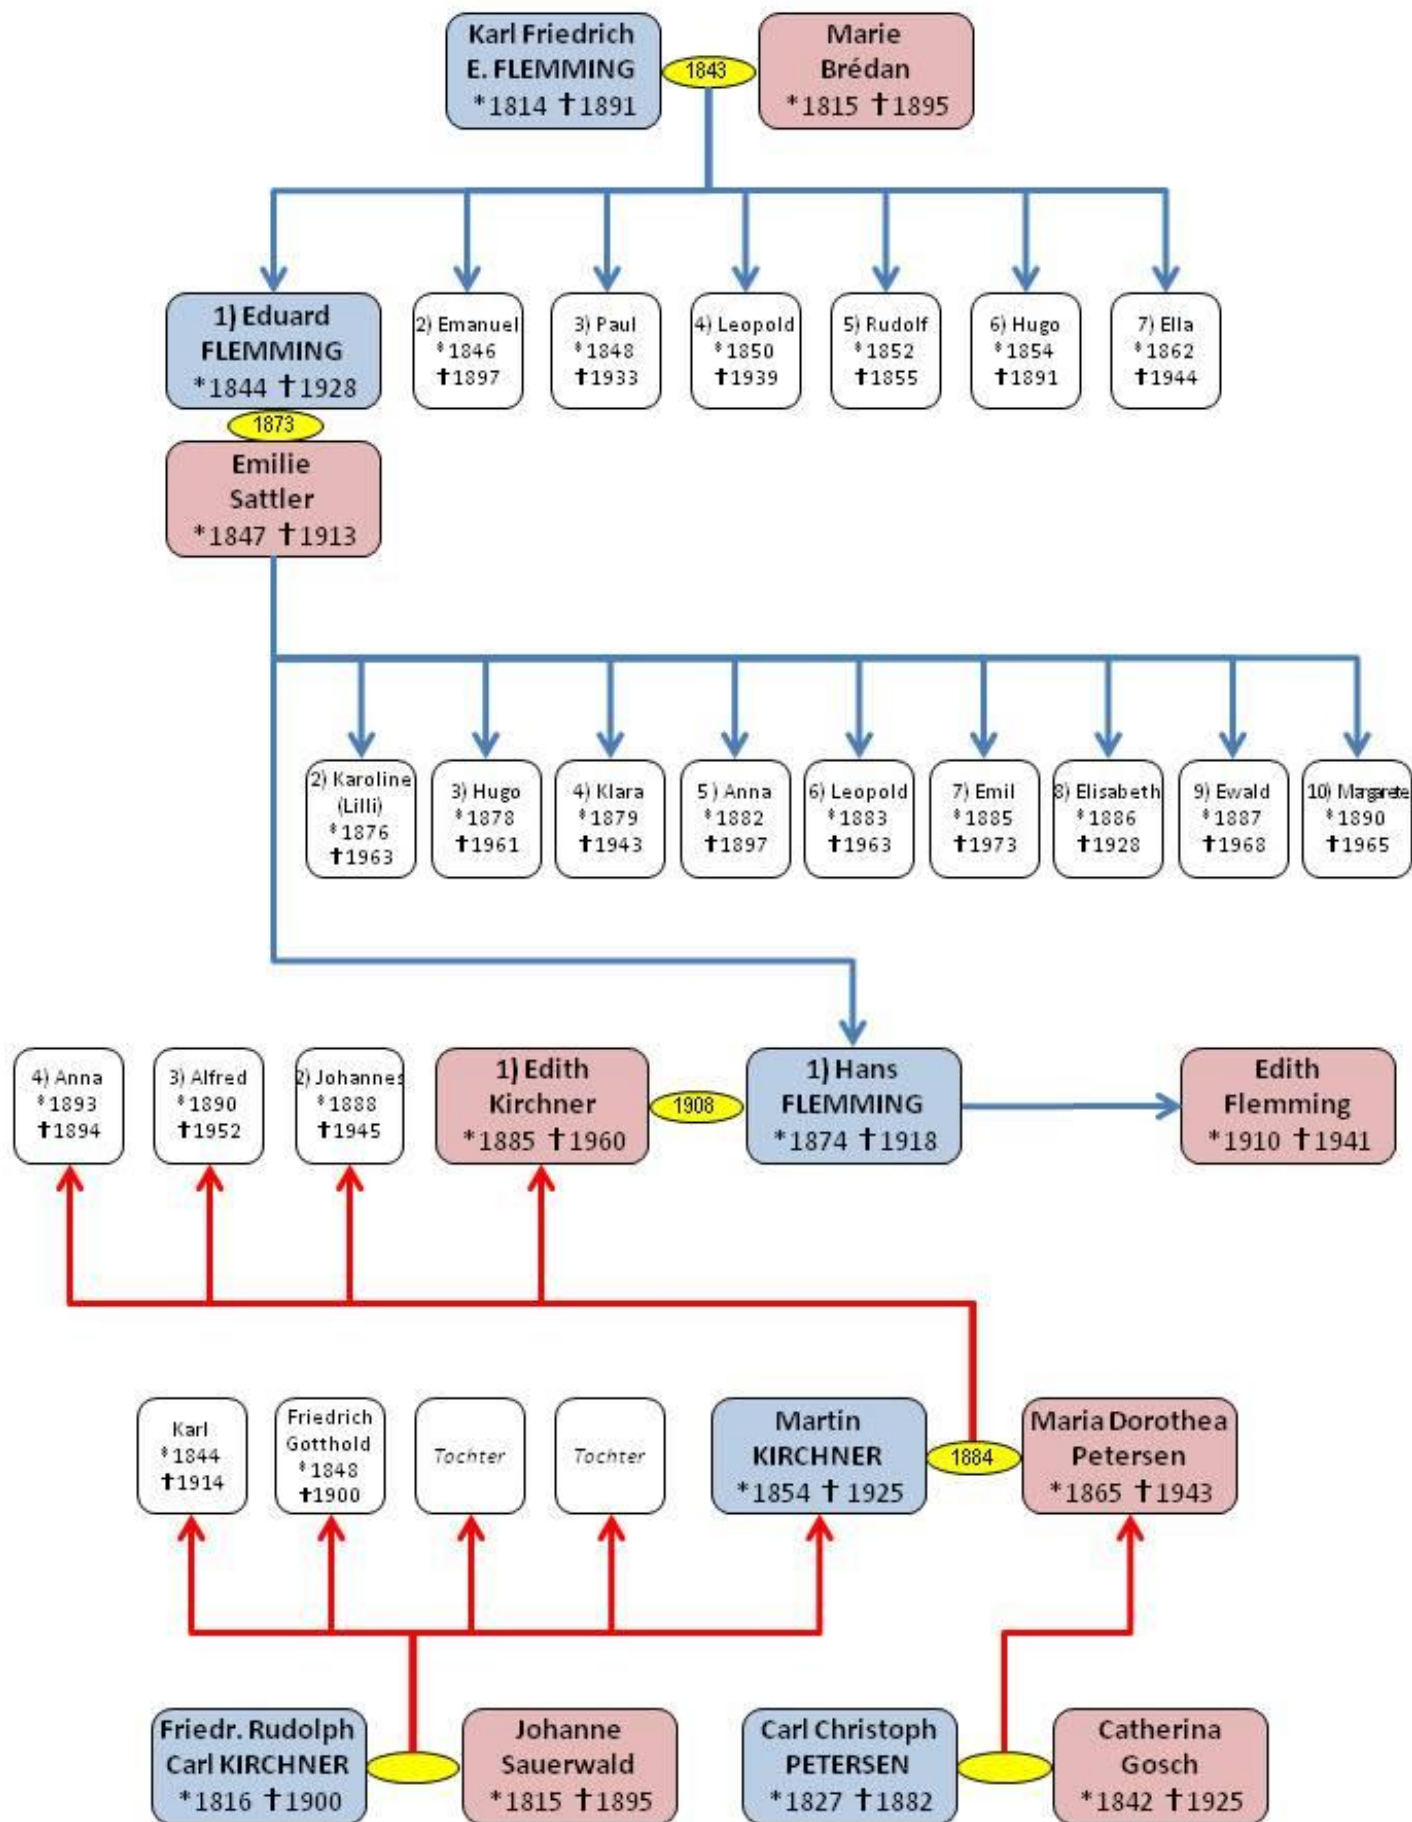 Karl Friedrich
E. FLEMMING
*1814 †1891
1843
Marie
Brédan
*1815 †1895
1) Eduard
FLEMMING
*1844 †1928
2) Emanuel
*1846
†1897
3) Paul
*1848
†1933
4) Leopold
*1850
†1939
5) Rudolf
*1852
†1855
6) Hugo
*1854
†1891
7) Ella
*1862
†1944
1873
Emilie
Sattler
*1847 †1913
2) Karoline
(Lilli)
*1876
†1963
3) Hugo
*1878
†1961
4) Klara
*1879
†1943
5) Anna
*1882
†1897
6) Leopold
*1883
†1963
7) Emil
*1885
†1973
8) Elisabeth
*1886
†1928
9) Ewald
*1887
†1968
10) Margarete
*1890
†1965
4) Anna
*1893
†1894
3) Alfred
*1890
†1952
2) Johannes
*1888
†1945
1) Edith
Kirchner
*1885 †1960
1908
1) Hans
FLEMMING
*1874 †1918
Edith
Flemming
*1910 †1941
Karl
*1844
†1914
Friedrich
Gotthold
*1848
†1900
Tochter
Tochter
Martin
KIRCHNER
*1854 † 1925
1884
Maria Dorothea
Petersen
*1865 †1943
Friedr. Rudolph
Carl KIRCHNER
*1816 †1900
Johanne
Sauerwald
*1815 †1895
Carl Christoph
PETERSEN
*1827 †1882
Catherina
Gosch
*1842 †1925